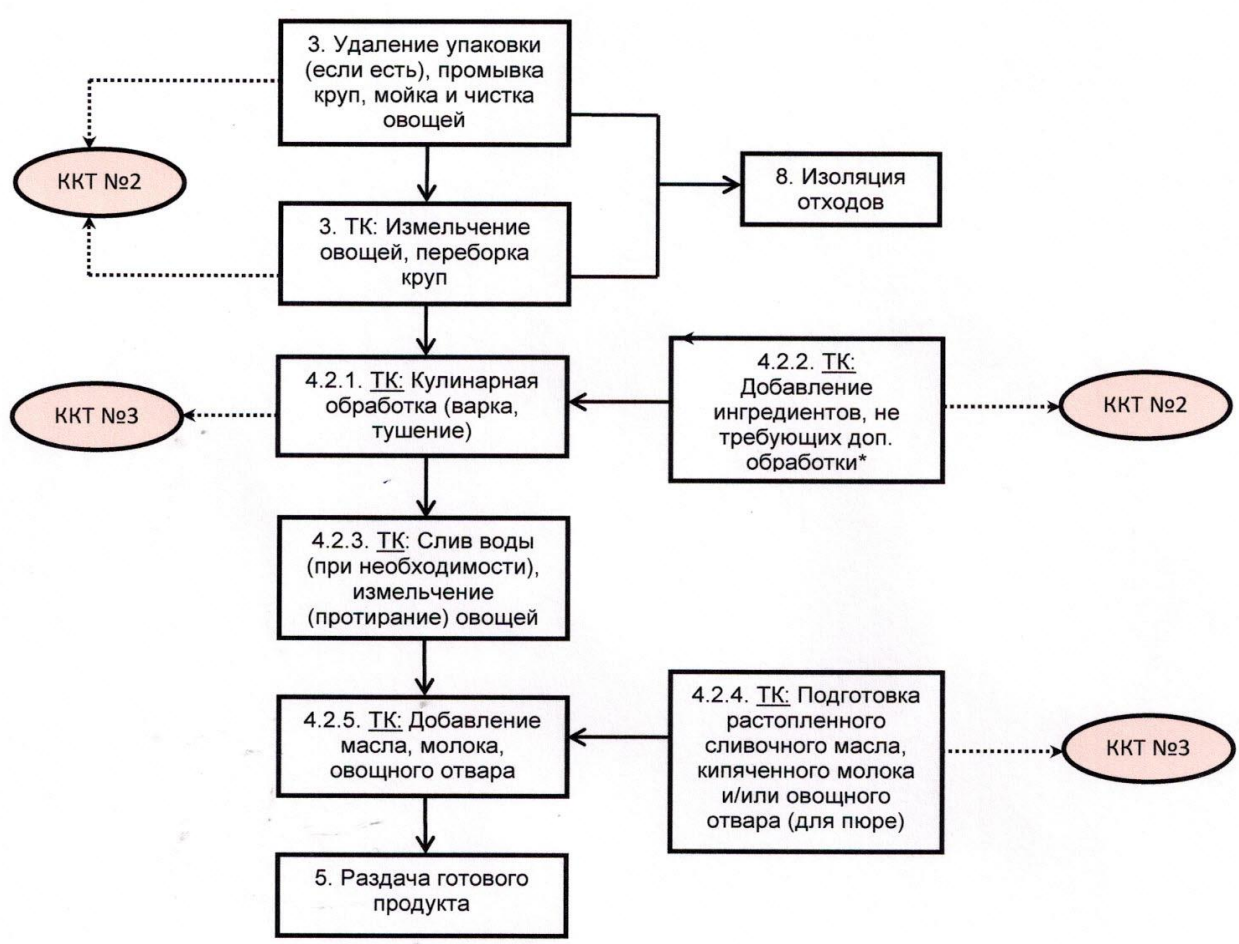 3. Удаление упаковки
(если есть), промывка
круп, мойка и чистка
овощей
ККТ №2
8. Изоляция
отходов
3. ТК: Измельчение
овощей, переборка
круп
4.2.1. ТК: Кулинарная
обработка (варка,
тушение)
ККТ №3
4.2.2. ТК:
Добавление
ингредиентов, не
требующих доп.
обработки*
ККТ №2
4.2.3. ТК: Слив воды
(при необходимости),
измельчение
(протирание) овощей
4.2.5. ТК: Добавление
масла, молока,
овощного отвара
4.2.4. ТК: Подготовка
растопленного
сливочного масла,
кипяченного молока
и/или овощного
отвара (для пюре)
ККТ №3
5. Раздача готового
продукта